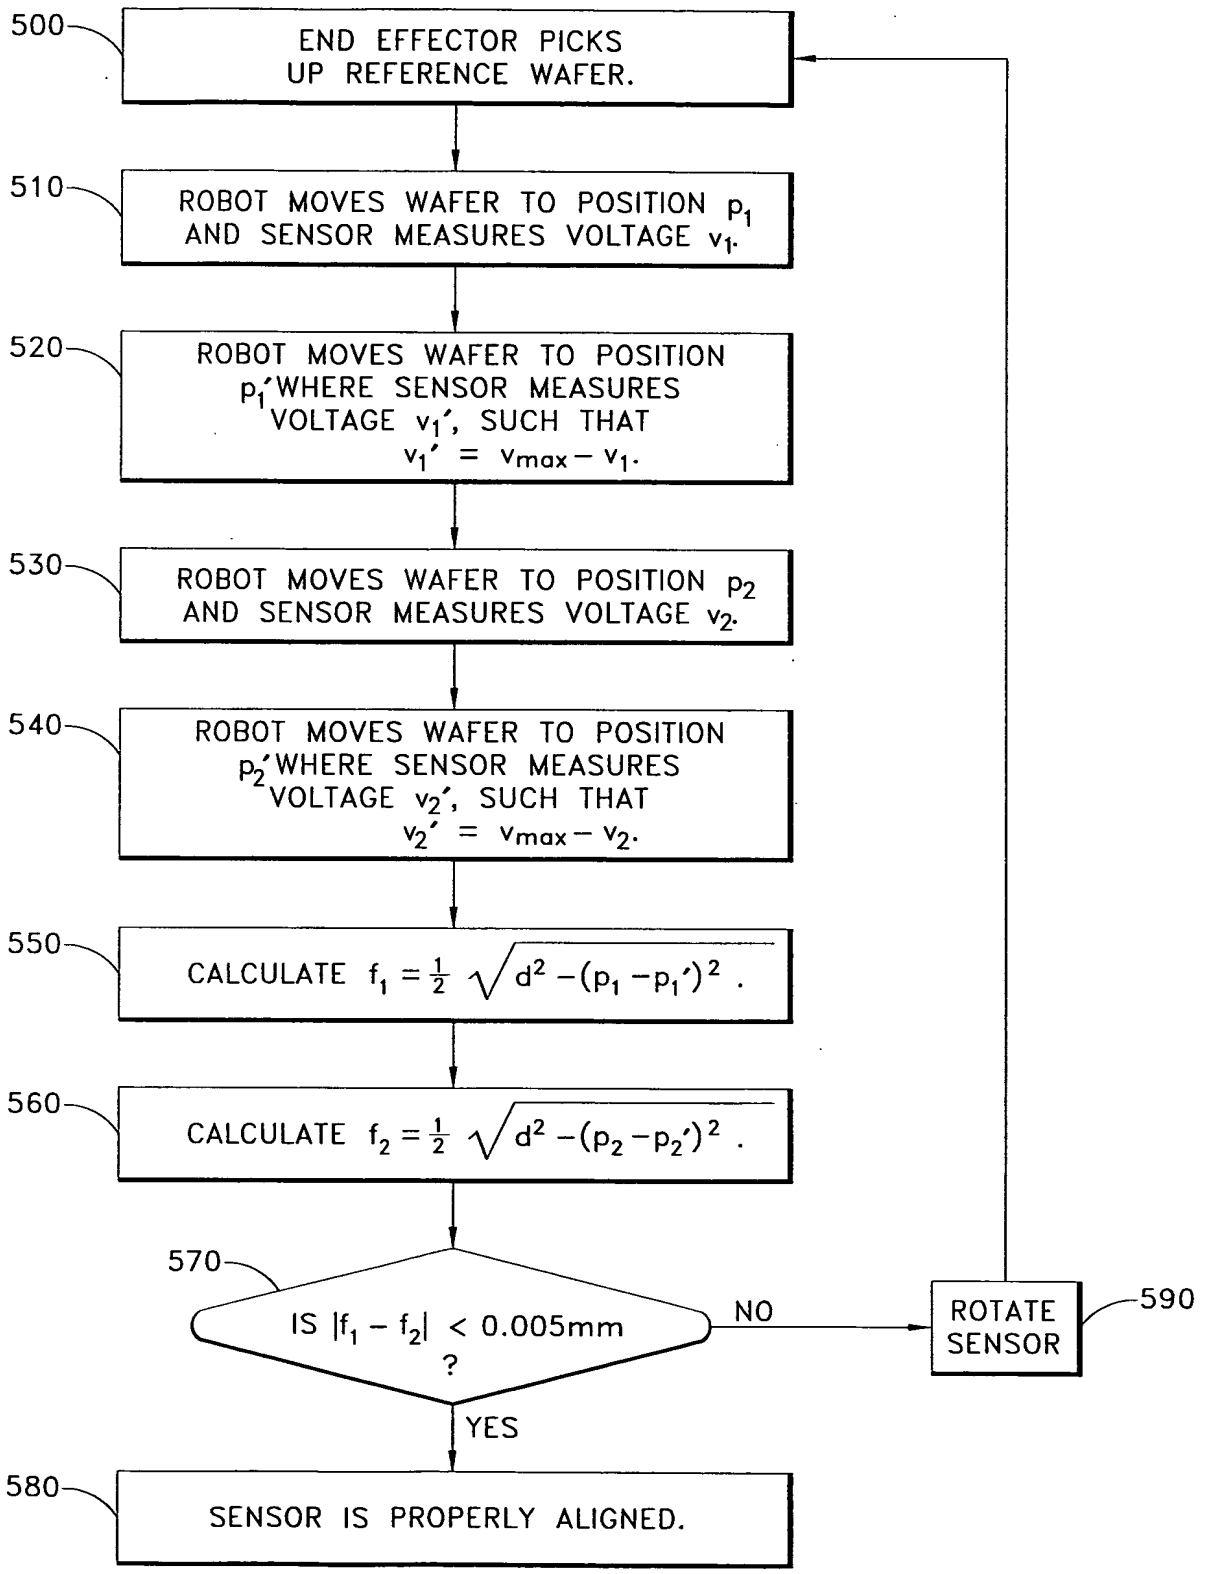 500
END EFFECTOR PICKS
UP REFERENCE WAFER.
510
ROBOT MOVES WAFER TO POSITION p₁
AND SENSOR MEASURES VOLTAGE v₁.
520
ROBOT MOVES WAFER TO POSITION
p₁′ WHERE SENSOR MEASURES
VOLTAGE v₁′, SUCH THAT
v₁′ = vmax – v₁.
530
ROBOT MOVES WAFER TO POSITION p₂
AND SENSOR MEASURES VOLTAGE v₂.
540
ROBOT MOVES WAFER TO POSITION
p₂′ WHERE SENSOR MEASURES
VOLTAGE v₂′, SUCH THAT
v₂′ = vmax – v₂.
550
CALCULATE f₁ = ½ √(d² –(p₁ –p₁′)²) .
560
CALCULATE f₂ = ½ √(d² –(p₂ –p₂′)²) .
570
IS |f₁ – f₂| < 0.005mm
?
NO
ROTATE
SENSOR
590
YES
580
SENSOR IS PROPERLY ALIGNED.